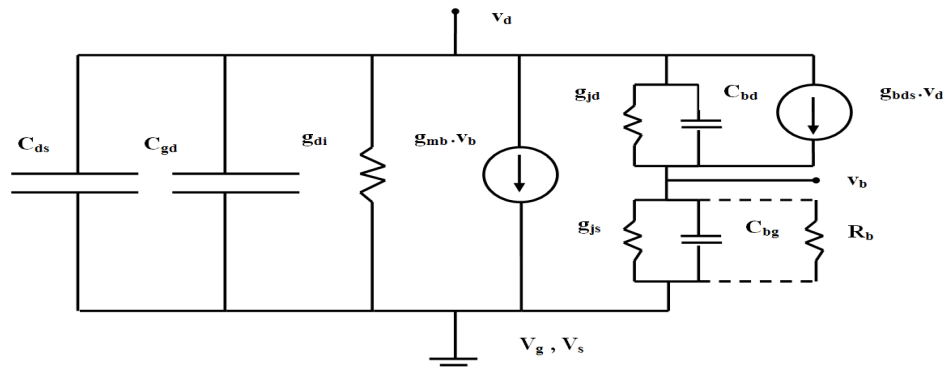 v_d
g_jd
C_bd
g_bds.v_d
C_ds
C_gd
g_di
g_mb.v_b
v_b
g_js
C_bg
R_b
V_g , V_s